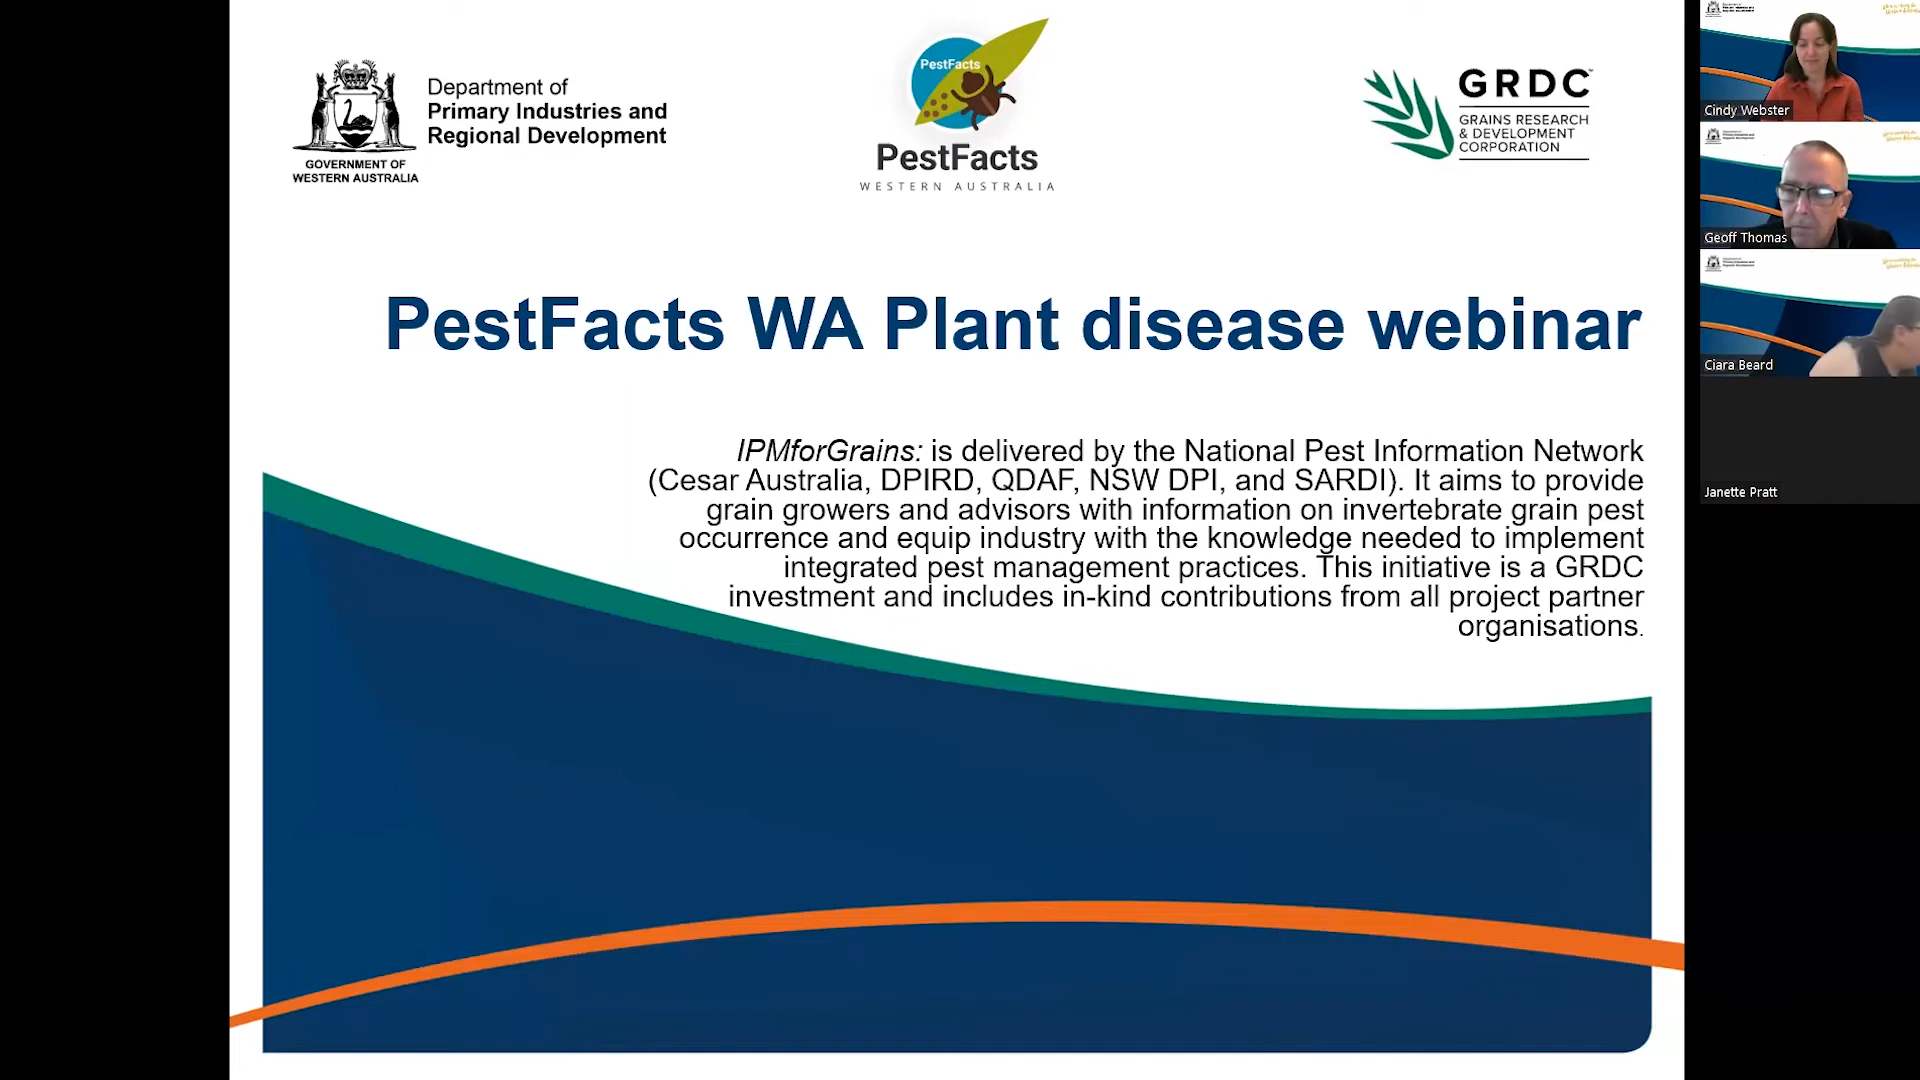 Department of
Primary Industries and
Regional Development
GOVERNMENT OF
WESTERN AUSTRALIA
PestFacts
PestFacts
WESTERN AUSTRALIA
GRDC
GRAINS RESEARCH
& DEVELOPMENT
CORPORATION
PestFacts WA Plant disease webinar
IPMforGrains: is delivered by the National Pest Information Network
(Cesar Australia, DPIRD, QDAF, NSW DPI, and SARDI). It aims to provide
grain growers and advisors with information on invertebrate grain pest
occurrence and equip industry with the knowledge needed to implement
integrated pest management practices. This initiative is a GRDC
investment and includes in-kind contributions from all project partner
organisations.
Cindy Webster
Geoff Thomas
Ciara Beard
Janette Pratt